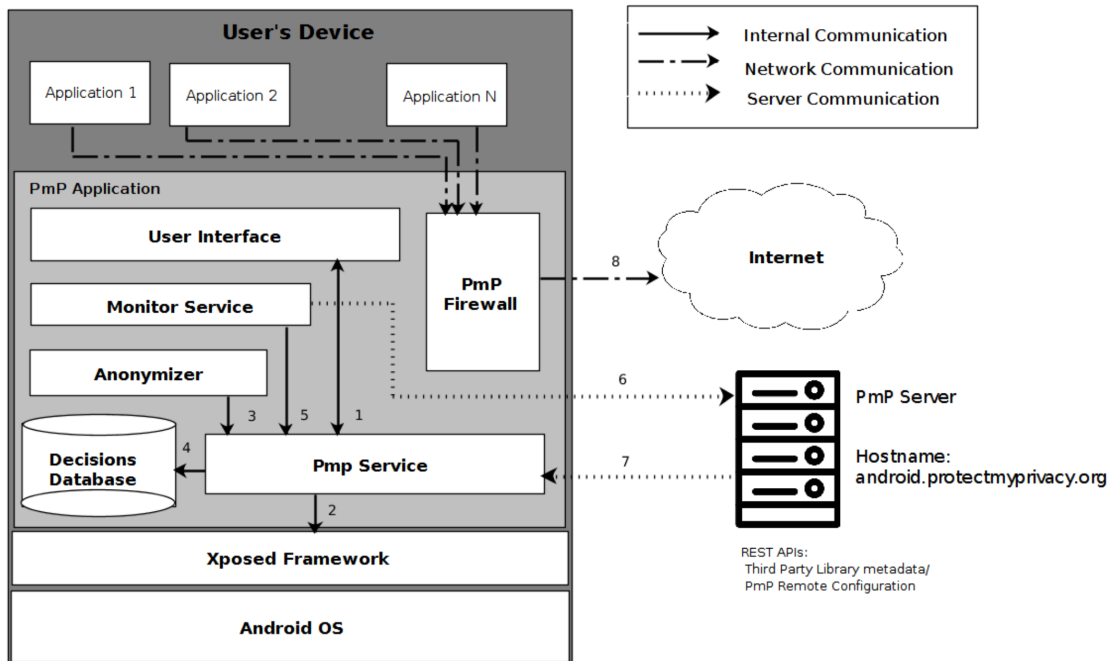 User's Device
Application 1
Application 2
Application N
Internal Communication
Network Communication
Server Communication
PmP Application
User Interface
Monitor Service
Anonymizer
PmP
Firewall
8
Internet
6
3
5
1
4
Decisions
Database
Pmp Service
7
2
PmP Server
Hostname:
android.protectmyprivacy.org
REST APIs:
Third Party Library metadata/
PmP Remote Configuration
Xposed Framework
Android OS